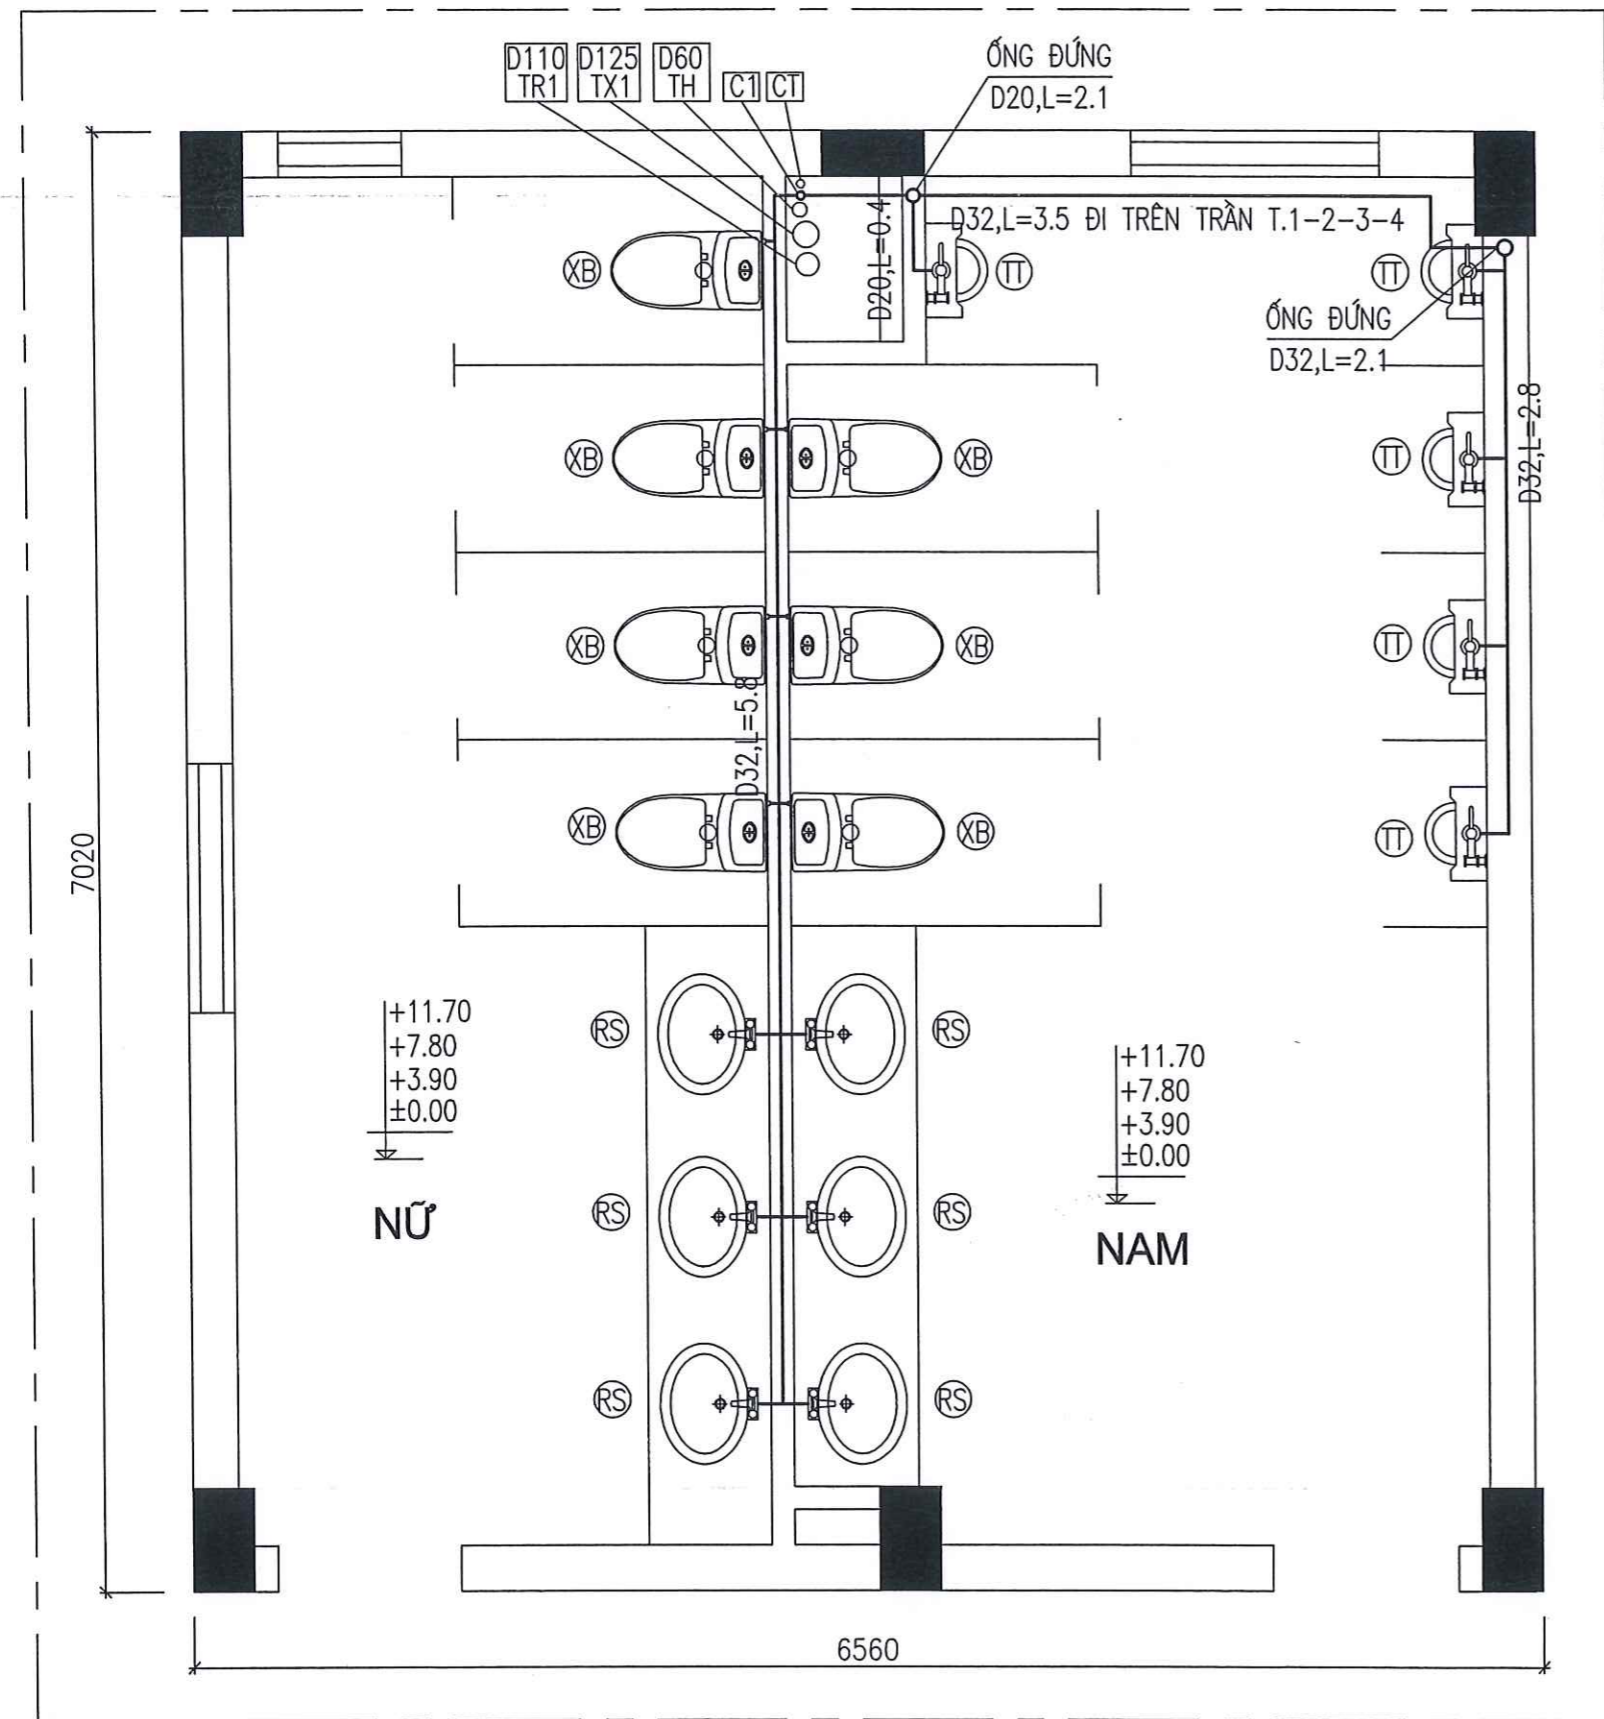 D110
TR1
D125
TX1
D60
TH
C1
CT
ỐNG ĐỨNG
D20,L=2.1
D32,L=3.5 ĐI TRÊN TRẦN T.1-2-3-4
D20,L=0.4
XB
TT
TT
ỐNG ĐỨNG
D32,L=2.1
D32,L=2.8
XB
XB
TT
XB
XB
TT
D32,L=5.8
XB
XB
TT
7020
+11.70
+7.80
+3.90
±0.00
NỮ
RS
RS
+11.70
+7.80
+3.90
±0.00
NAM
RS
RS
RS
RS
6560